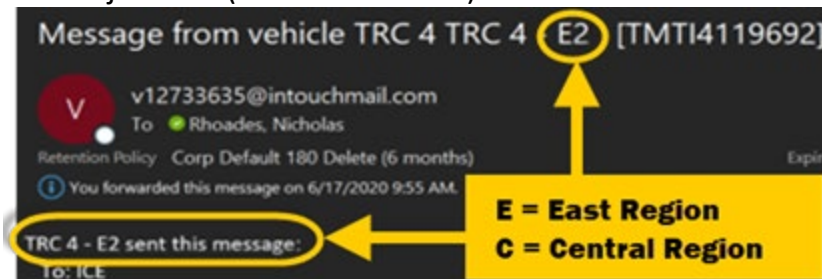 Message from vehicle TRC 4 TRC 4 - E2 [TMTI4119692]
V
v12733635@intouchmail.com
To Rhoades, Nicholas
Retention Policy Corp Default 180 Delete (6 months)
You forwarded this message on 6/17/2020 9:55 AM.
E = East Region
C = Central Region
TRC 4 - E2 sent this message:
To: ICE